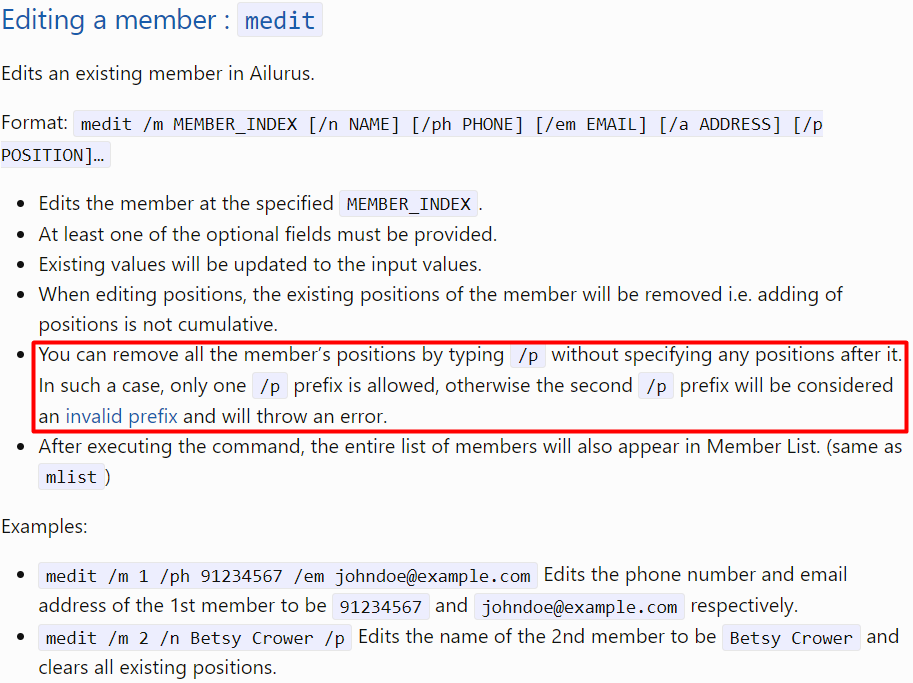 Editing a member : medit
Edits an existing member in Ailurus.
Format: medit /m MEMBER_INDEX [/n NAME] [/ph PHONE] [/em EMAIL] [/a ADDRESS] [/p
POSITION]…
• Edits the member at the specified MEMBER_INDEX.
• At least one of the optional fields must be provided.
• Existing values will be updated to the input values.
• When editing positions, the existing positions of the member will be removed i.e. adding of
positions is not cumulative.
• You can remove all the member’s positions by typing /p without specifying any positions after it.
In such a case, only one /p prefix is allowed, otherwise the second /p prefix will be considered
an invalid prefix and will throw an error.
• After executing the command, the entire list of members will also appear in Member List. (same as
mlist )
Examples:
• medit /m 1 /ph 91234567 /em johndoe@example.com Edits the phone number and email
address of the 1st member to be 91234567 and johndoe@example.com respectively.
• medit /m 2 /n Betsy Crower /p Edits the name of the 2nd member to be Betsy Crower and
clears all existing positions.